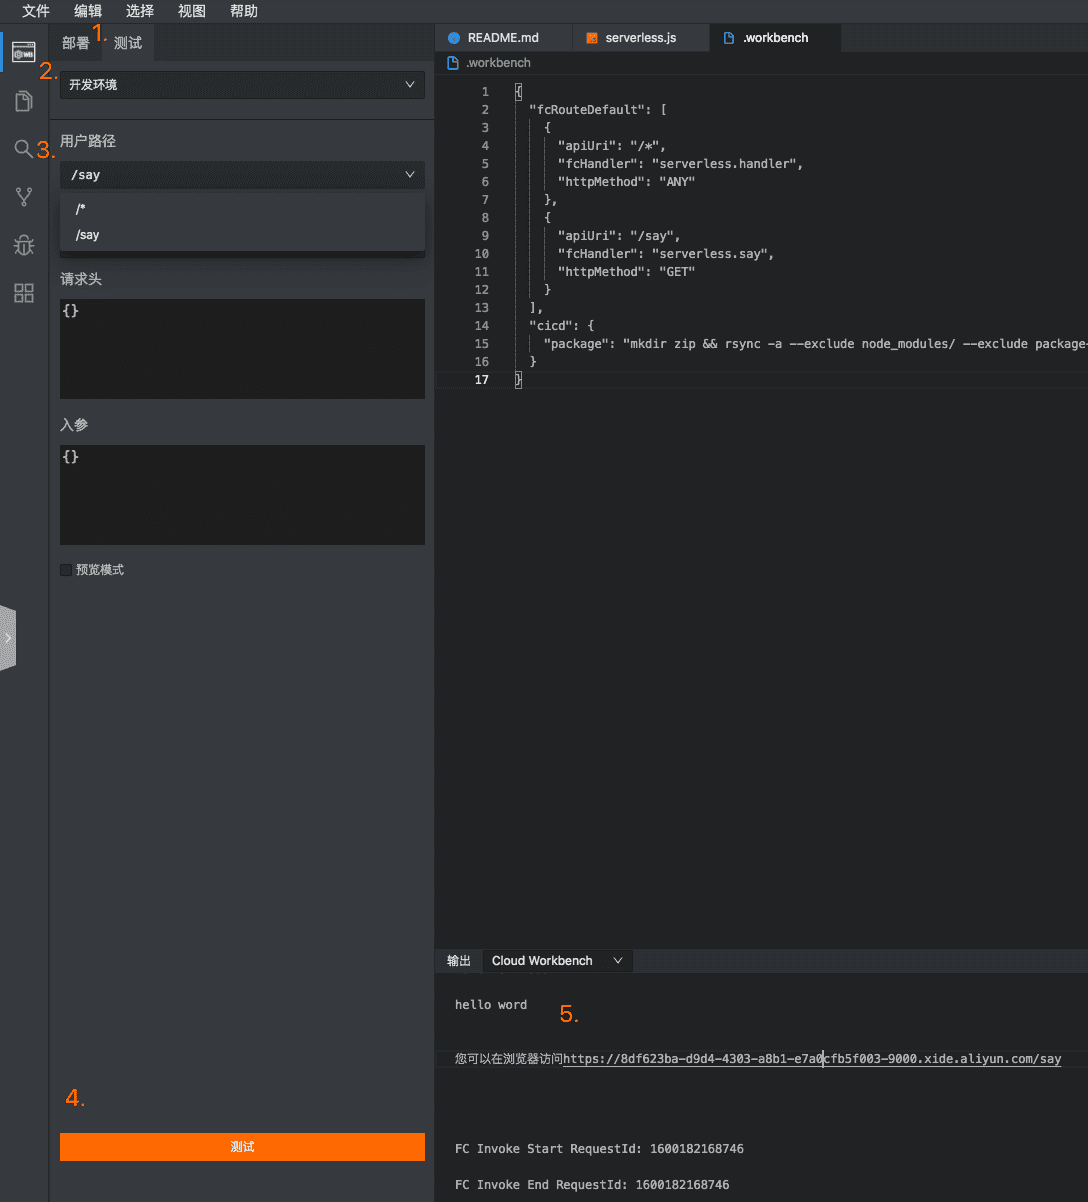 文件 编辑 选择 视图 帮助
1.
部署 测试
2.
开发环境
3.
用户路径
/say
/*
/say
请求头
{}
入参
{}
预览模式
4.
测试
README.md serverless.js .workbench
.workbench
1 {
2 "fcRouteDefault": [
3 {
4 "apiUri": "/*",
5 "fcHandler": "serverless.handler",
6 "httpMethod": "ANY"
7 },
8 {
9 "apiUri": "/say",
10 "fcHandler": "serverless.say",
11 "httpMethod": "GET"
12 }
13 ],
14 "cicd": {
15 "package": "mkdir zip && rsync -a --exclude node_modules/ --exclude package-
16 }
17 }
输出 Cloud Workbench
hello word
5.
您可以在浏览器访问https://8df623ba-d9d4-4303-a8b1-e7a0cfb5f003-9000.xide.aliyun.com/say
FC Invoke Start RequestId: 1600182168746
FC Invoke End RequestId: 1600182168746